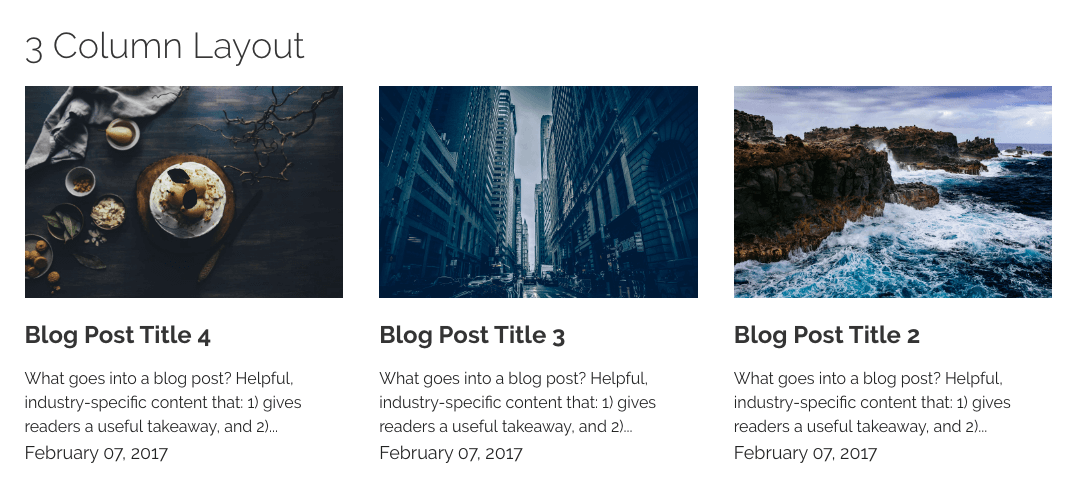 3 Column Layout
Blog Post Title 4
What goes into a blog post? Helpful,
industry-specific content that: 1) gives
readers a useful takeaway, and 2)...
February 07, 2017
Blog Post Title 3
What goes into a blog post? Helpful,
industry-specific content that: 1) gives
readers a useful takeaway, and 2)...
February 07, 2017
Blog Post Title 2
What goes into a blog post? Helpful,
industry-specific content that: 1) gives
readers a useful takeaway, and 2)...
February 07, 2017